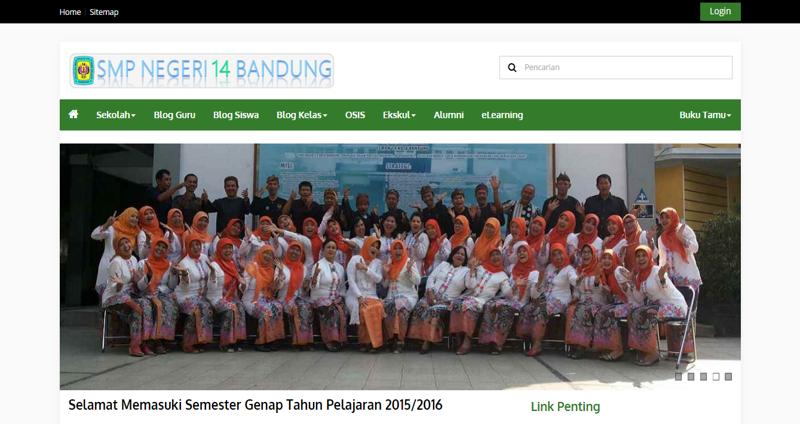 Home Sitemap
Login
SMP NEGERI 14 BANDUNG
Pencarian
Sekolah Blog Guru Blog Siswa Blog Kelas OSIS Ekskul Alumni eLearning Buku Tamu
Selamat Memasuki Semester Genap Tahun Pelajaran 2015/2016
Link Penting